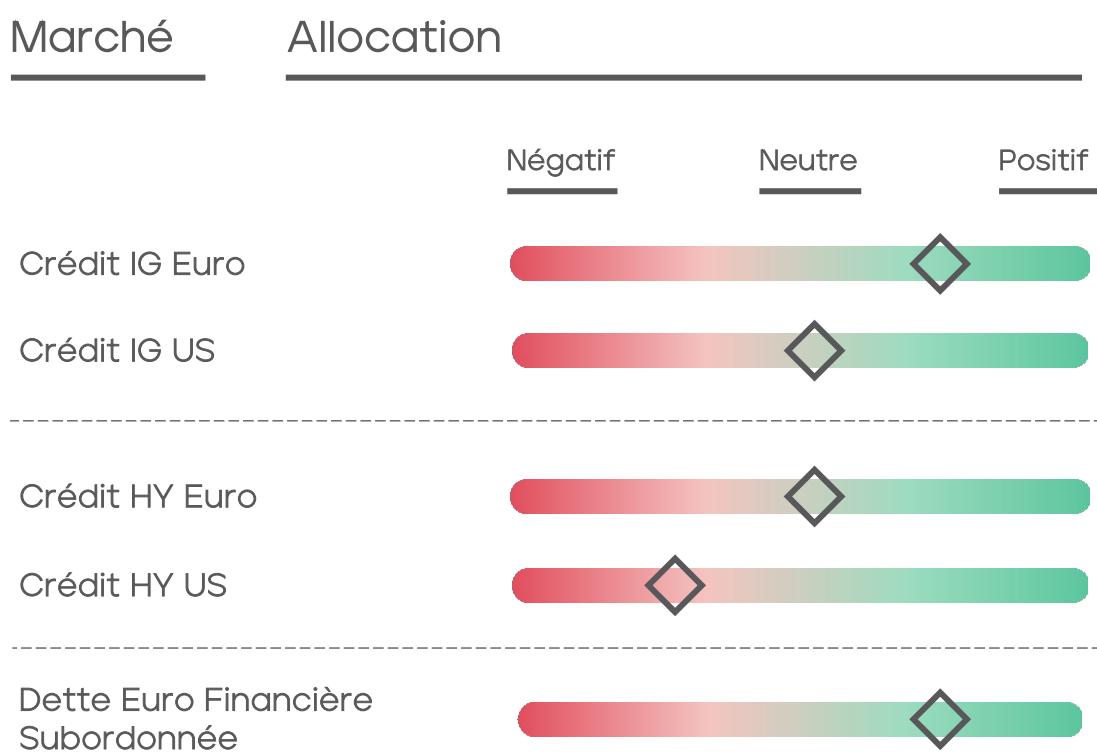 Marché Allocation
Négatif Neutre Positif
Crédit IG Euro
Crédit IG US
Crédit HY Euro
Crédit HY US
Dette Euro Financière
Subordonnée